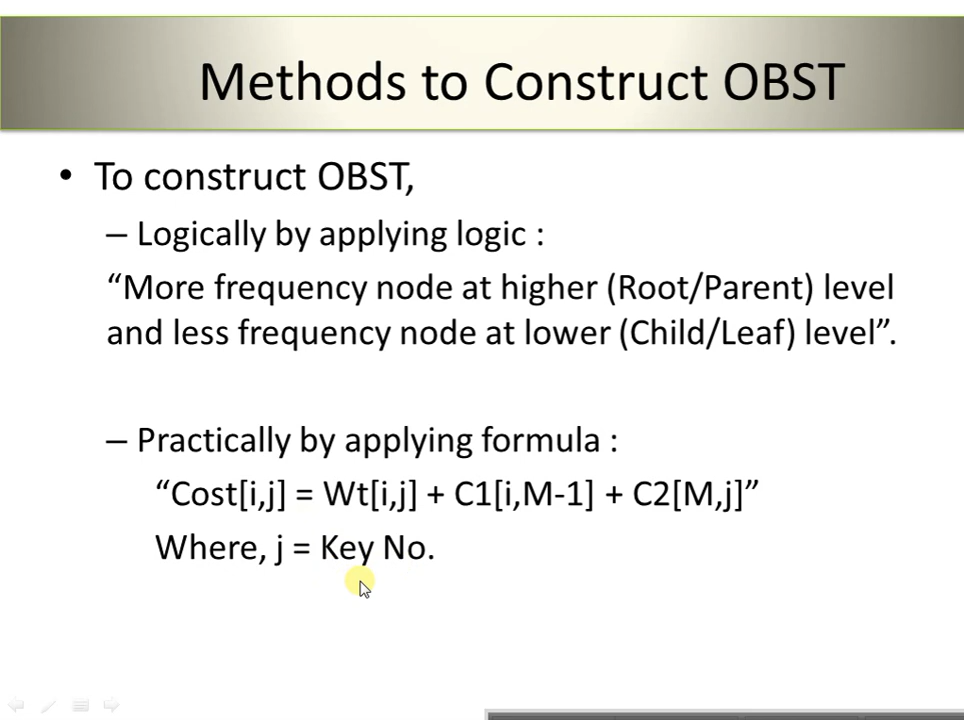 Methods to Construct OBST
• To construct OBST,
– Logically by applying logic :
“More frequency node at higher (Root/Parent) level
and less frequency node at lower (Child/Leaf) level”.
– Practically by applying formula :
“Cost[i,j] = Wt[i,j] + C1[i,M-1] + C2[M,j]”
Where, j = Key No.